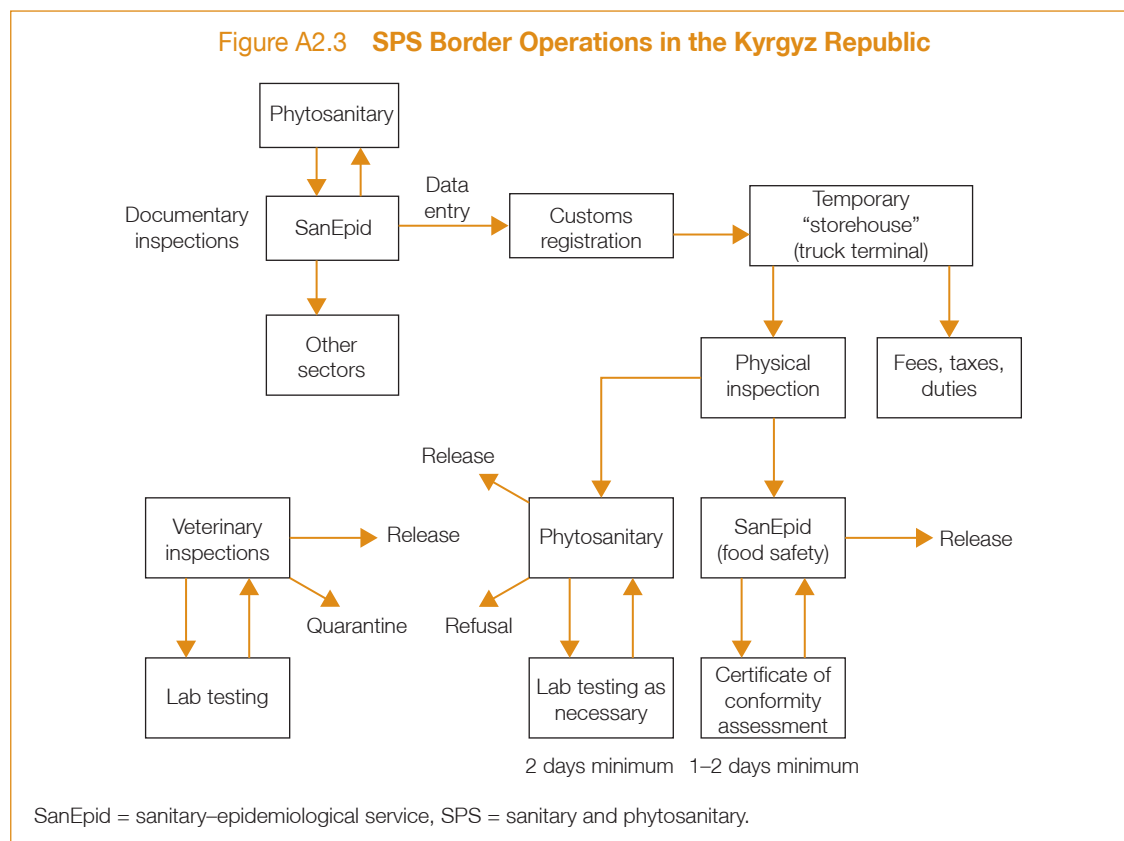 Figure A2.3 SPS Border Operations in the Kyrgyz Republic
Phytosanitary
Documentary
inspections
SanEpid
Data
entry
Customs
registration
Temporary
“storehouse”
(truck terminal)
Other
sectors
Physical
inspection
Fees, taxes,
duties
Veterinary
inspections
Release
Quarantine
Lab testing
Release
Phytosanitary
Refusal
Lab testing as
necessary
2 days minimum
SanEpid
(food safety)
Release
Certificate of
conformity
assessment
1–2 days minimum
SanEpid = sanitary–epidemiological service, SPS = sanitary and phytosanitary.